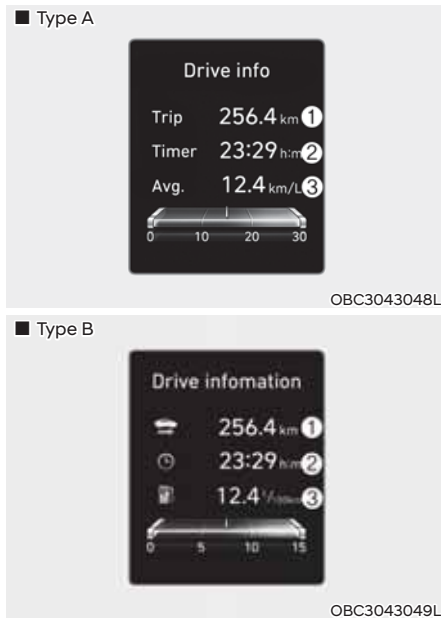 ■ Type A
Drive info
Trip 256.4 km ①
Timer 23:29 h:m ②
Avg. 12.4 km/L ③
0 10 20 30
OBC3043048L
■ Type B
Drive infomation
256.4 km ①
23:29 h:m ②
12.4 ③
0 5 10 15
OBC3043049L